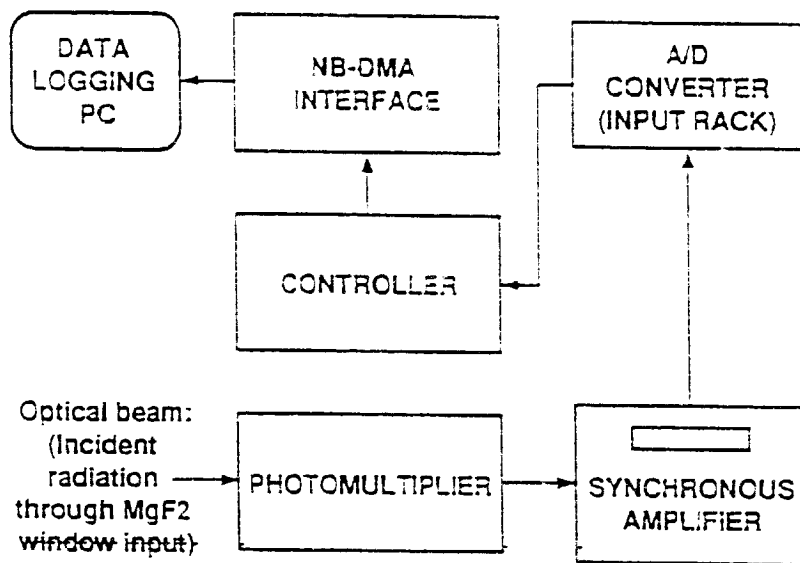 DATA
LOGGING
PC
NB-DMA
INTERFACE
A/D
CONVERTER
(INPUT RACK)
CONTROLLER
Optical beam:
(Incident
radiation
through MgF2
window input)
PHOTOMULTIPLIER
SYNCHRONOUS
AMPLIFIER